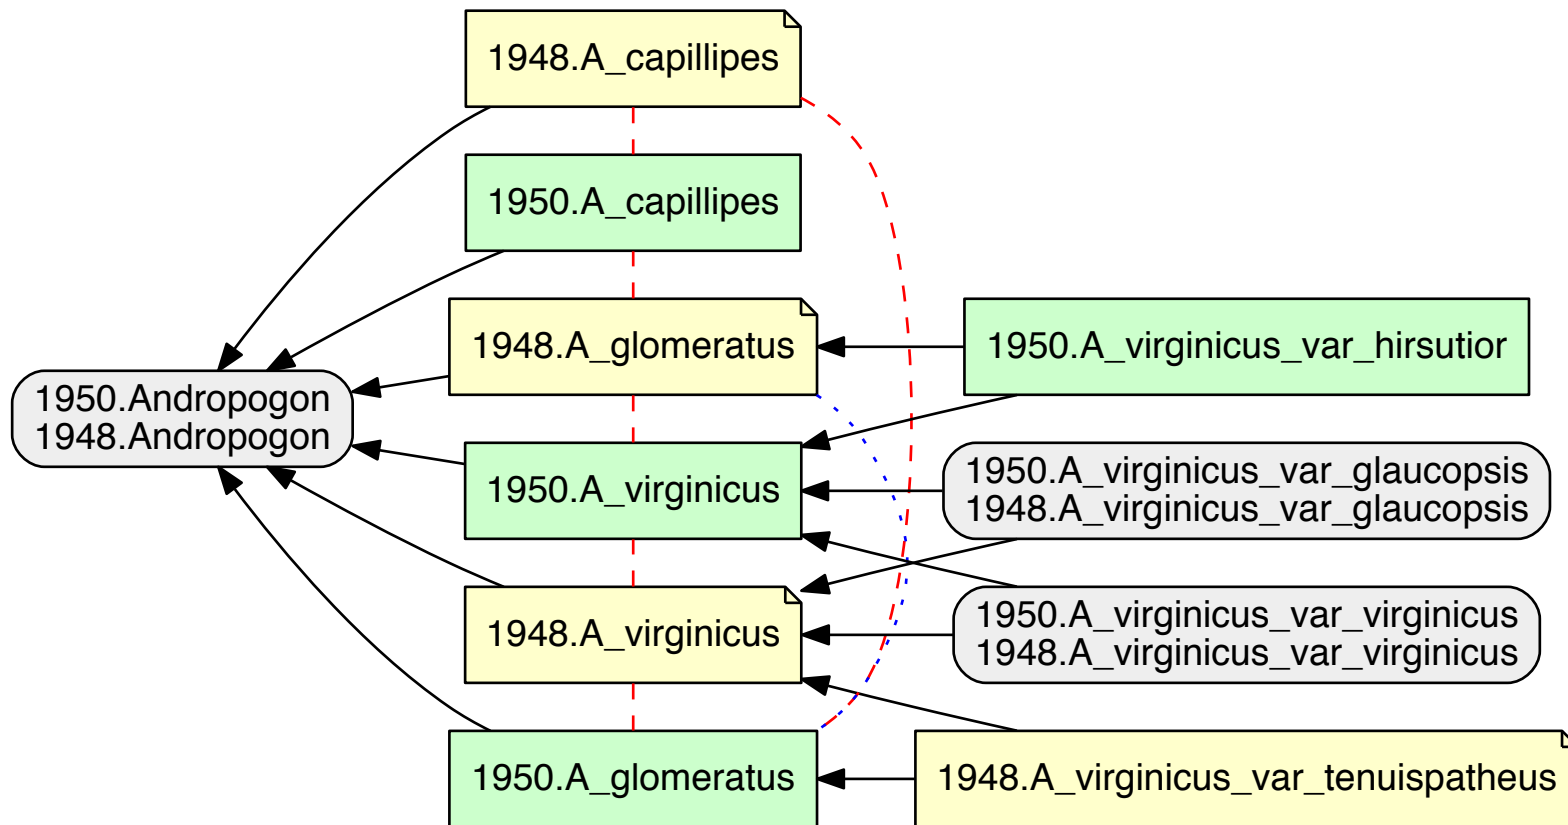 1948.A_capillipes
1950.A_capillipes
1948.A_glomeratus
1950.A_virginicus_var_hirsutior
1950.Andropogon
1948.Andropogon
1950.A_virginicus
1950.A_virginicus_var_glaucopsis
1948.A_virginicus_var_glaucopsis
1948.A_virginicus
1950.A_virginicus_var_virginicus
1948.A_virginicus_var_virginicus
1950.A_glomeratus
1948.A_virginicus_var_tenuispatheus